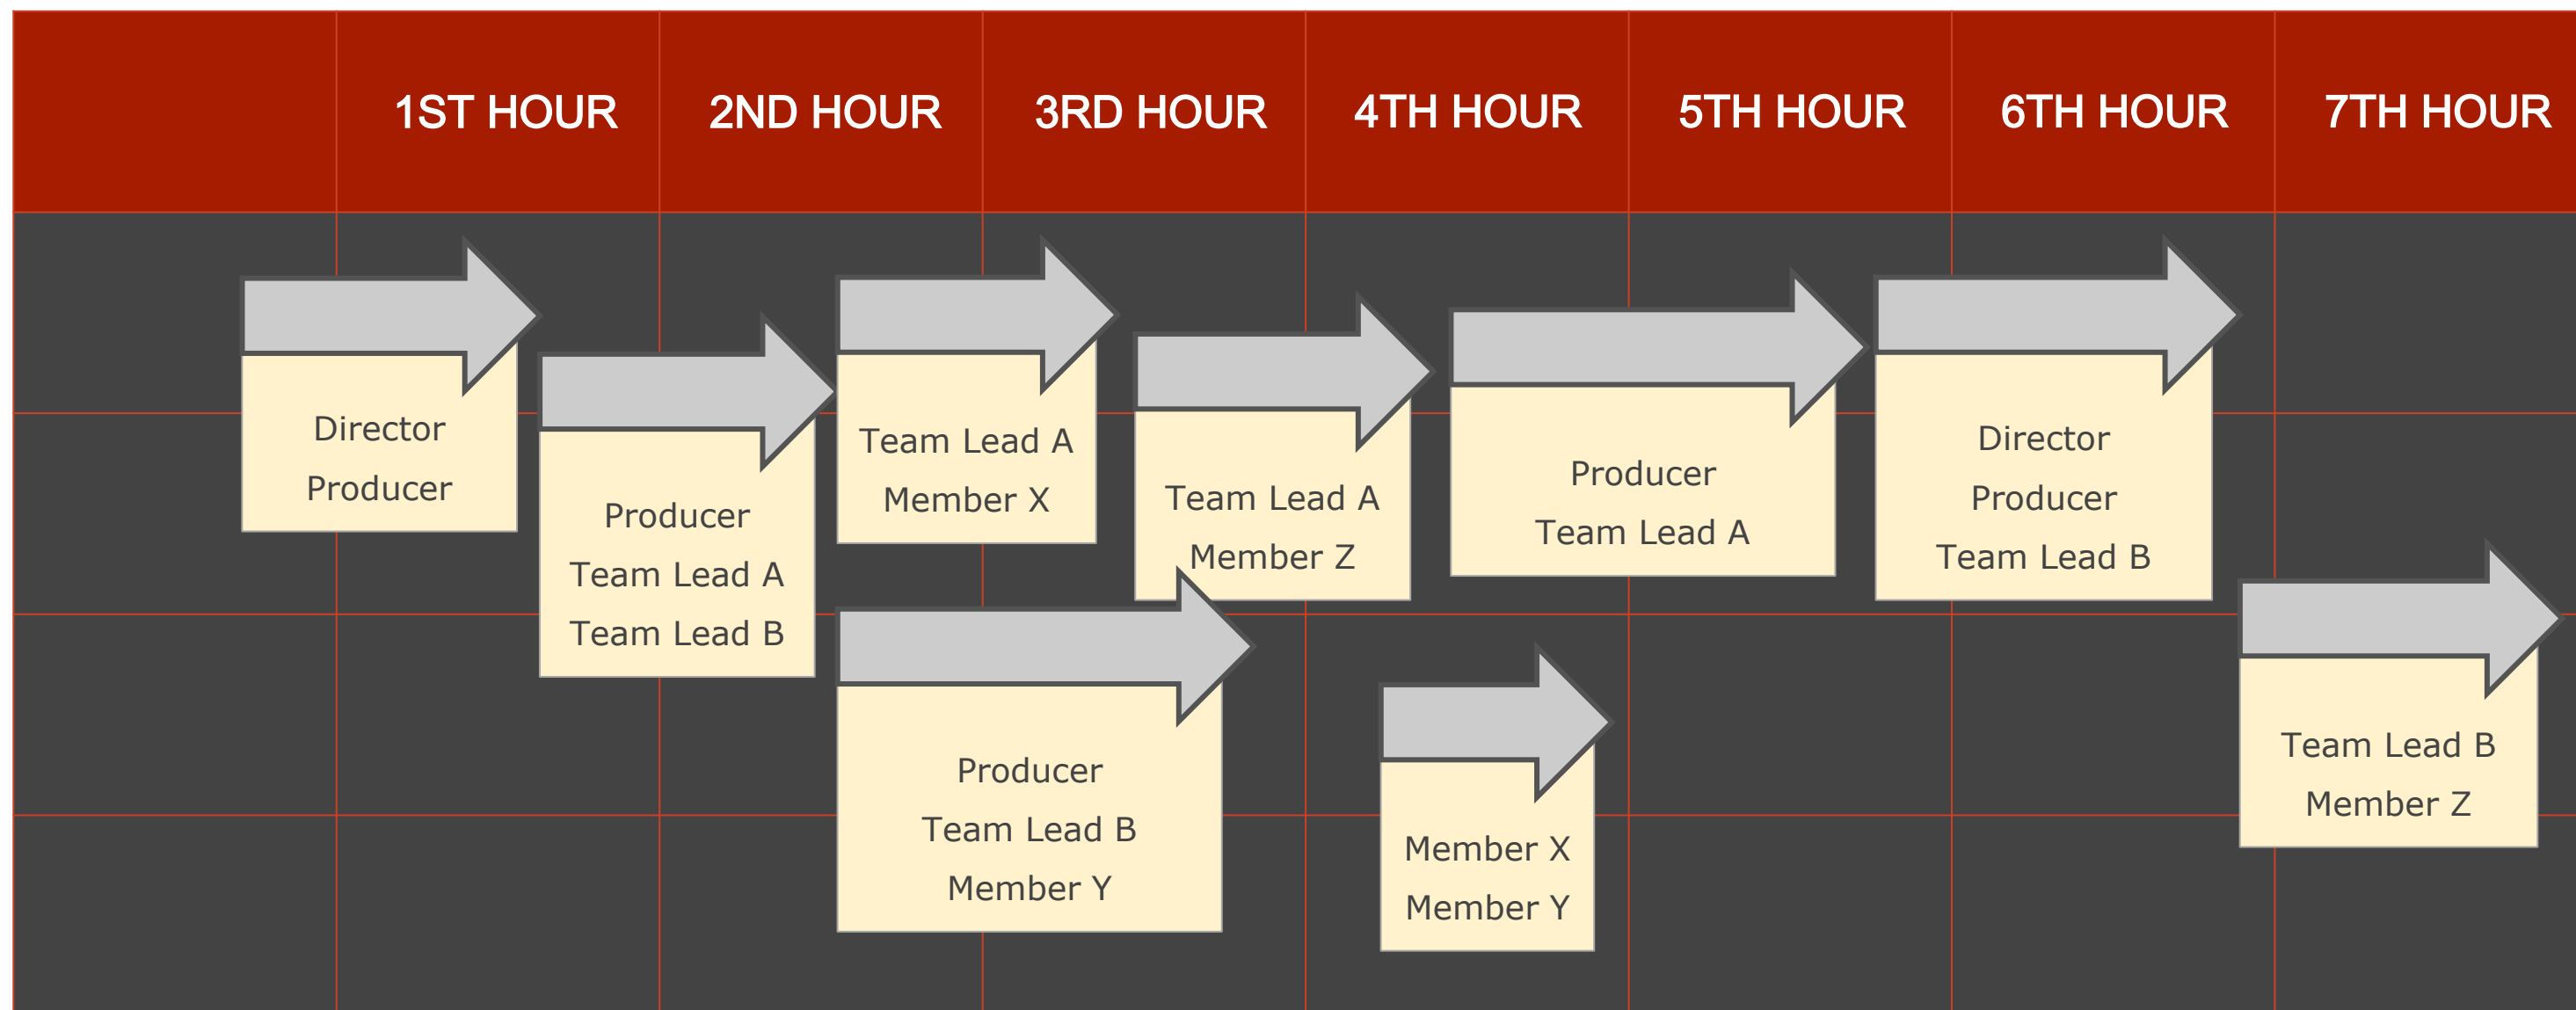 1ST HOUR
2ND HOUR
3RD HOUR
4TH HOUR
5TH HOUR
6TH HOUR
7TH HOUR
Director
Producer
Producer
Team Lead A
Team Lead B
Team Lead A
Member X
Producer
Team Lead B
Member Y
Team Lead A
Member Z
Member X
Member Y
Producer
Team Lead A
Director
Producer
Team Lead B
Team Lead B
Member Z